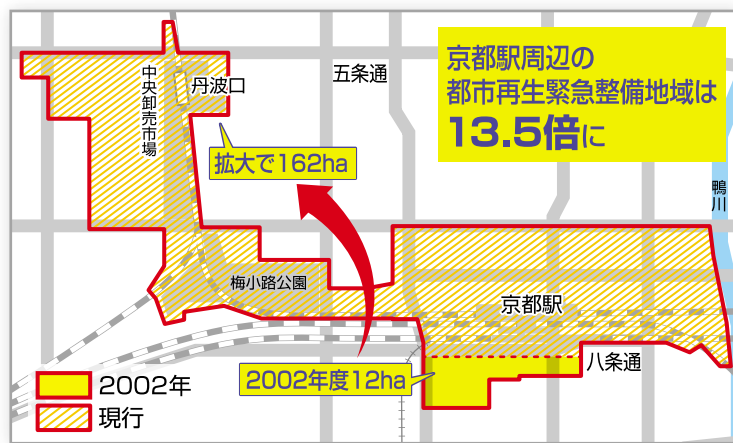 京都駅周辺の
都市再生緊急整備地域は
13.5倍に
五条通
丹波口
中央卸売市場
拡大で162ha
鴨川
梅小路公園
京都駅
八条通
2002年度12ha
2002年
現行